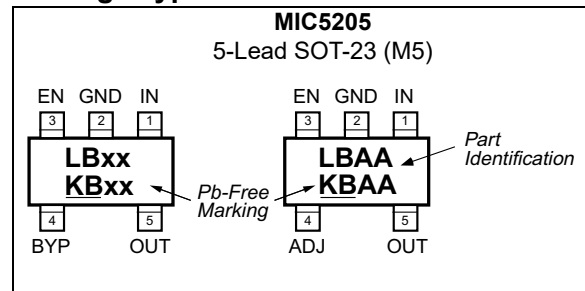 MIC5205
5-Lead SOT-23 (M5)
EN GND IN
3 2 1
LBxx
KBxx
4 5
BYP OUT
EN GND IN
3 2 1
LBAA
KBAA
4 5
ADJ OUT
Part
Identification
Pb-Free
Marking